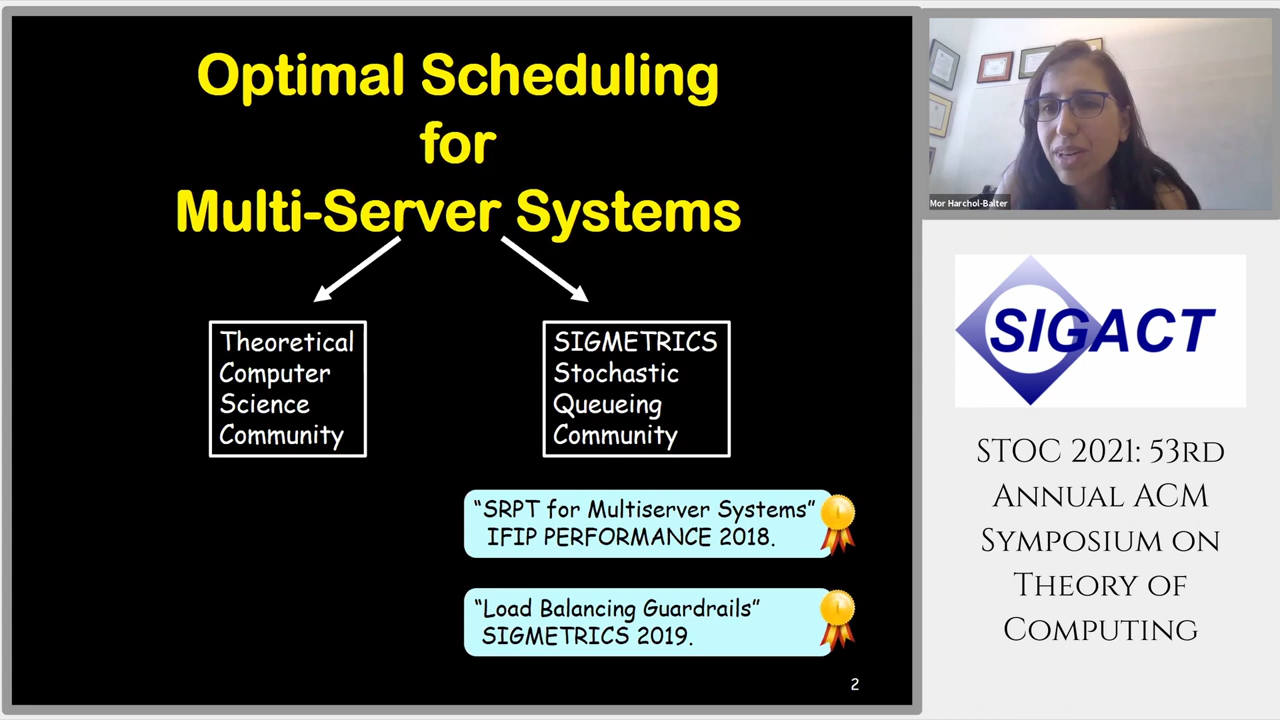 Optimal Scheduling
for
Multi-Server Systems
Theoretical
Computer
Science
Community
SIGMETRICS
Stochastic
Queueing
Community
“SRPT for Multiserver Systems”
IFIP PERFORMANCE 2018.
1
“Load Balancing Guardrails”
SIGMETRICS 2019.
1
2
Mor Harchol-Balter
SIGACT
STOC 2021: 53rd
Annual ACM
Symposium on
Theory of
Computing